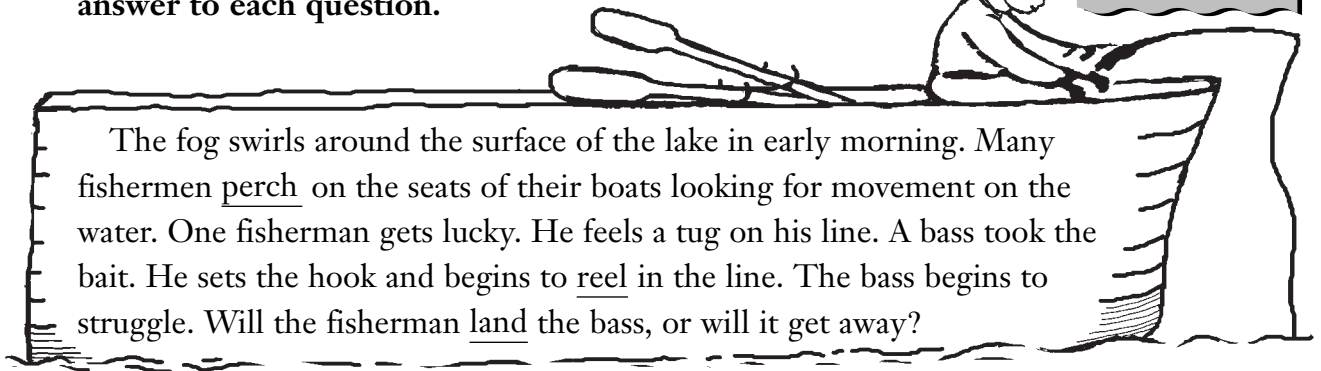 answer to each question.
The fog swirls around the surface of the lake in early morning. Many
fishermen perch on the seats of their boats looking for movement on the
water. One fisherman gets lucky. He feels a tug on his line. A bass took the
bait. He sets the hook and begins to reel in the line. The bass begins to
struggle. Will the fisherman land the bass, or will it get away?